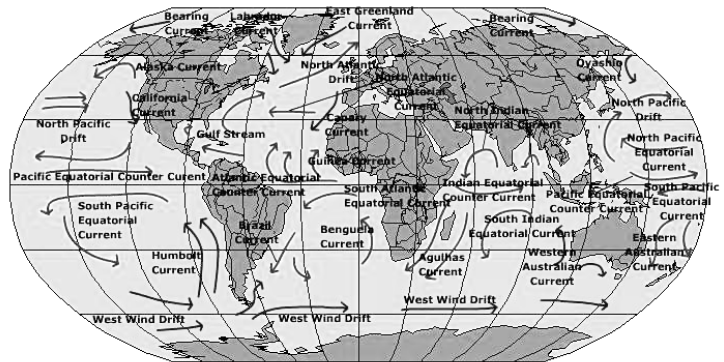 Bearing
Current
Labrador
Current
East Greenland
Current
Bearing
Current
Alaska Current
North Atlantic
Drift
North Atlantic
Equatorial
Current
Oyashio
Current
California
Current
North Pacific
Drift
Gulf Stream
Canary
Current
North Indian
Equatorial Current
North Pacific
Drift
North Pacific
Equatorial
Current
Guinea Current
Pacific Equatorial Counter Curent
Atlantic Equatorial
Counter Current
South Atlantic
Equatorial Current
Indian Equatorial
Counter Current
Pacific Equatorial
Counter Current
South Pacific
Equatorial
Current
South Pacific
Equatorial
Current
Brazil
Current
Benguela
Current
South Indian
Equatorial Current
Humbolt
Current
Agulhas
Current
Western
Australian
Current
Eastern
Australian
Current
West Wind Drift
West Wind Drift
West Wind Drift